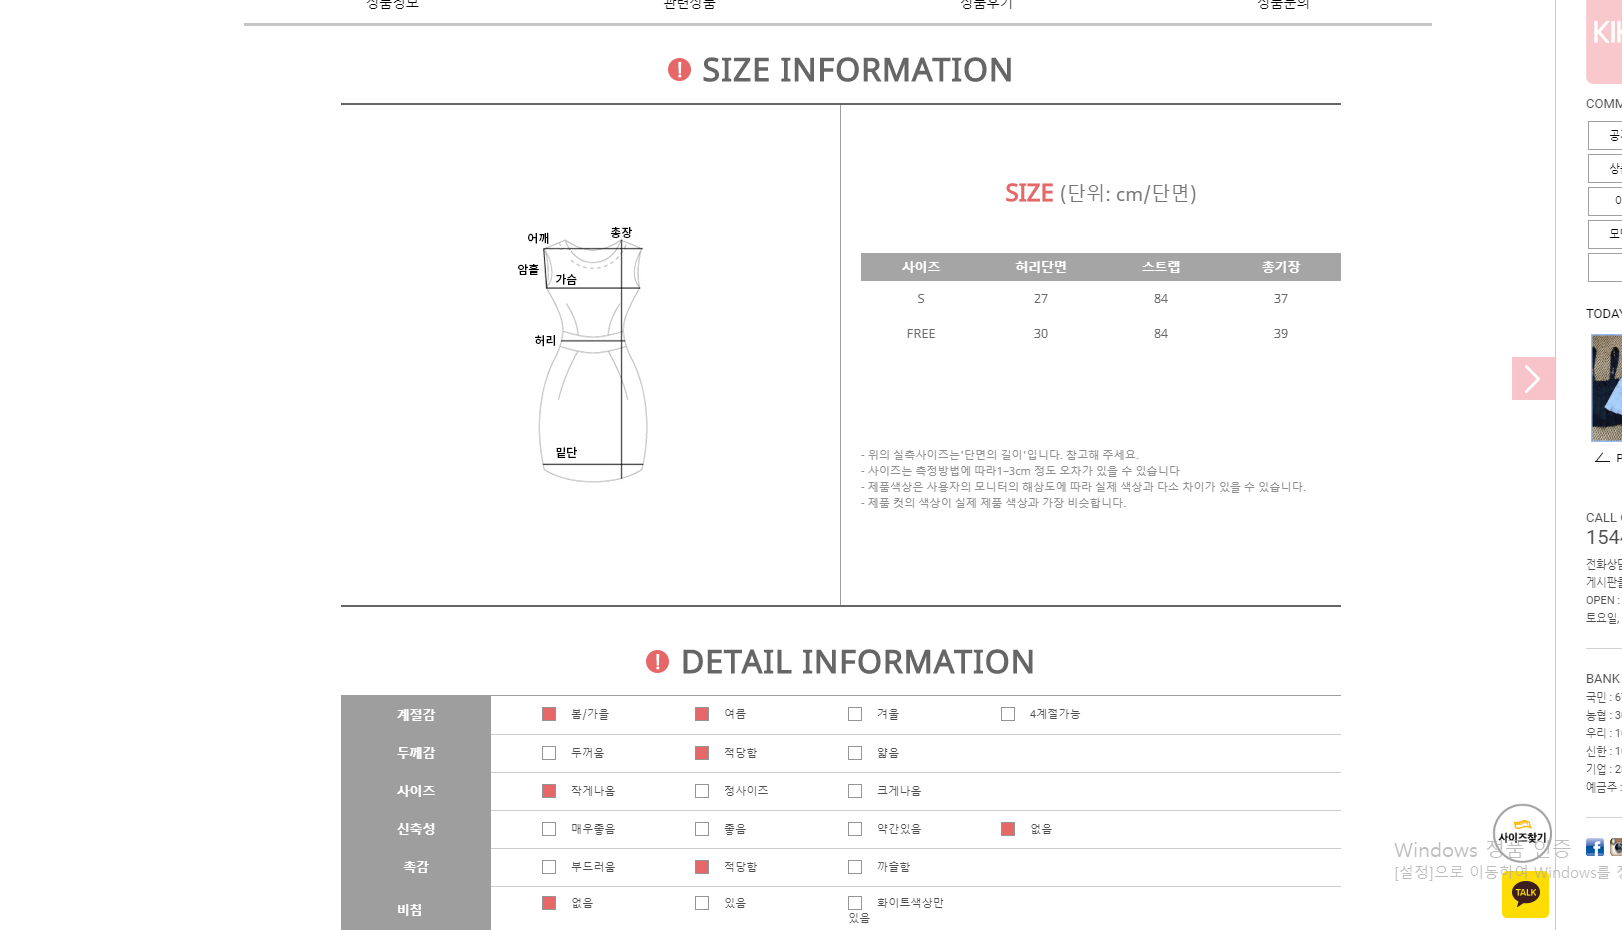 상품정보
관련상품
상품후기
상품문의
SIZE INFORMATION
어깨
총장
암홀
가슴
허리
밑단
SIZE (단위: cm/단면)
사이즈 허리단면 스트랩 총기장
S 27 84 37
FREE 30 84 39
- 위의 실측사이즈는'단면의 길이'입니다. 참고해 주세요.
- 사이즈는 측정방법에 따라1~3cm 정도 오차가 있을 수 있습니다
- 제품색상은 사용자의 모니터의 해상도에 따라 실제 색상과 다소 차이가 있을 수 있습니다.
- 제품 컷의 색상이 실제 제품 색상과 가장 비슷합니다.
DETAIL INFORMATION
계절감 봄/가을 여름 겨울 4계절가능
두께감 두꺼움 적당함 얇음
사이즈 작게나옴 정사이즈 크게나옴
신축성 매우좋음 좋음 약간있음 없음
촉감 부드러움 적당함 까슬함
비침 없음 있음 화이트색상만
있음
TODAY
CALL
전화상담
게시판을
OPEN :
토요일,
BANK
국민 : 6
농협 : 3
우리 : 1
신한 : 1
기업 : 2
예금주 :
사이즈찾기
Windows 정품 인증
[설정]으로 이동하여 Windows를
TALK